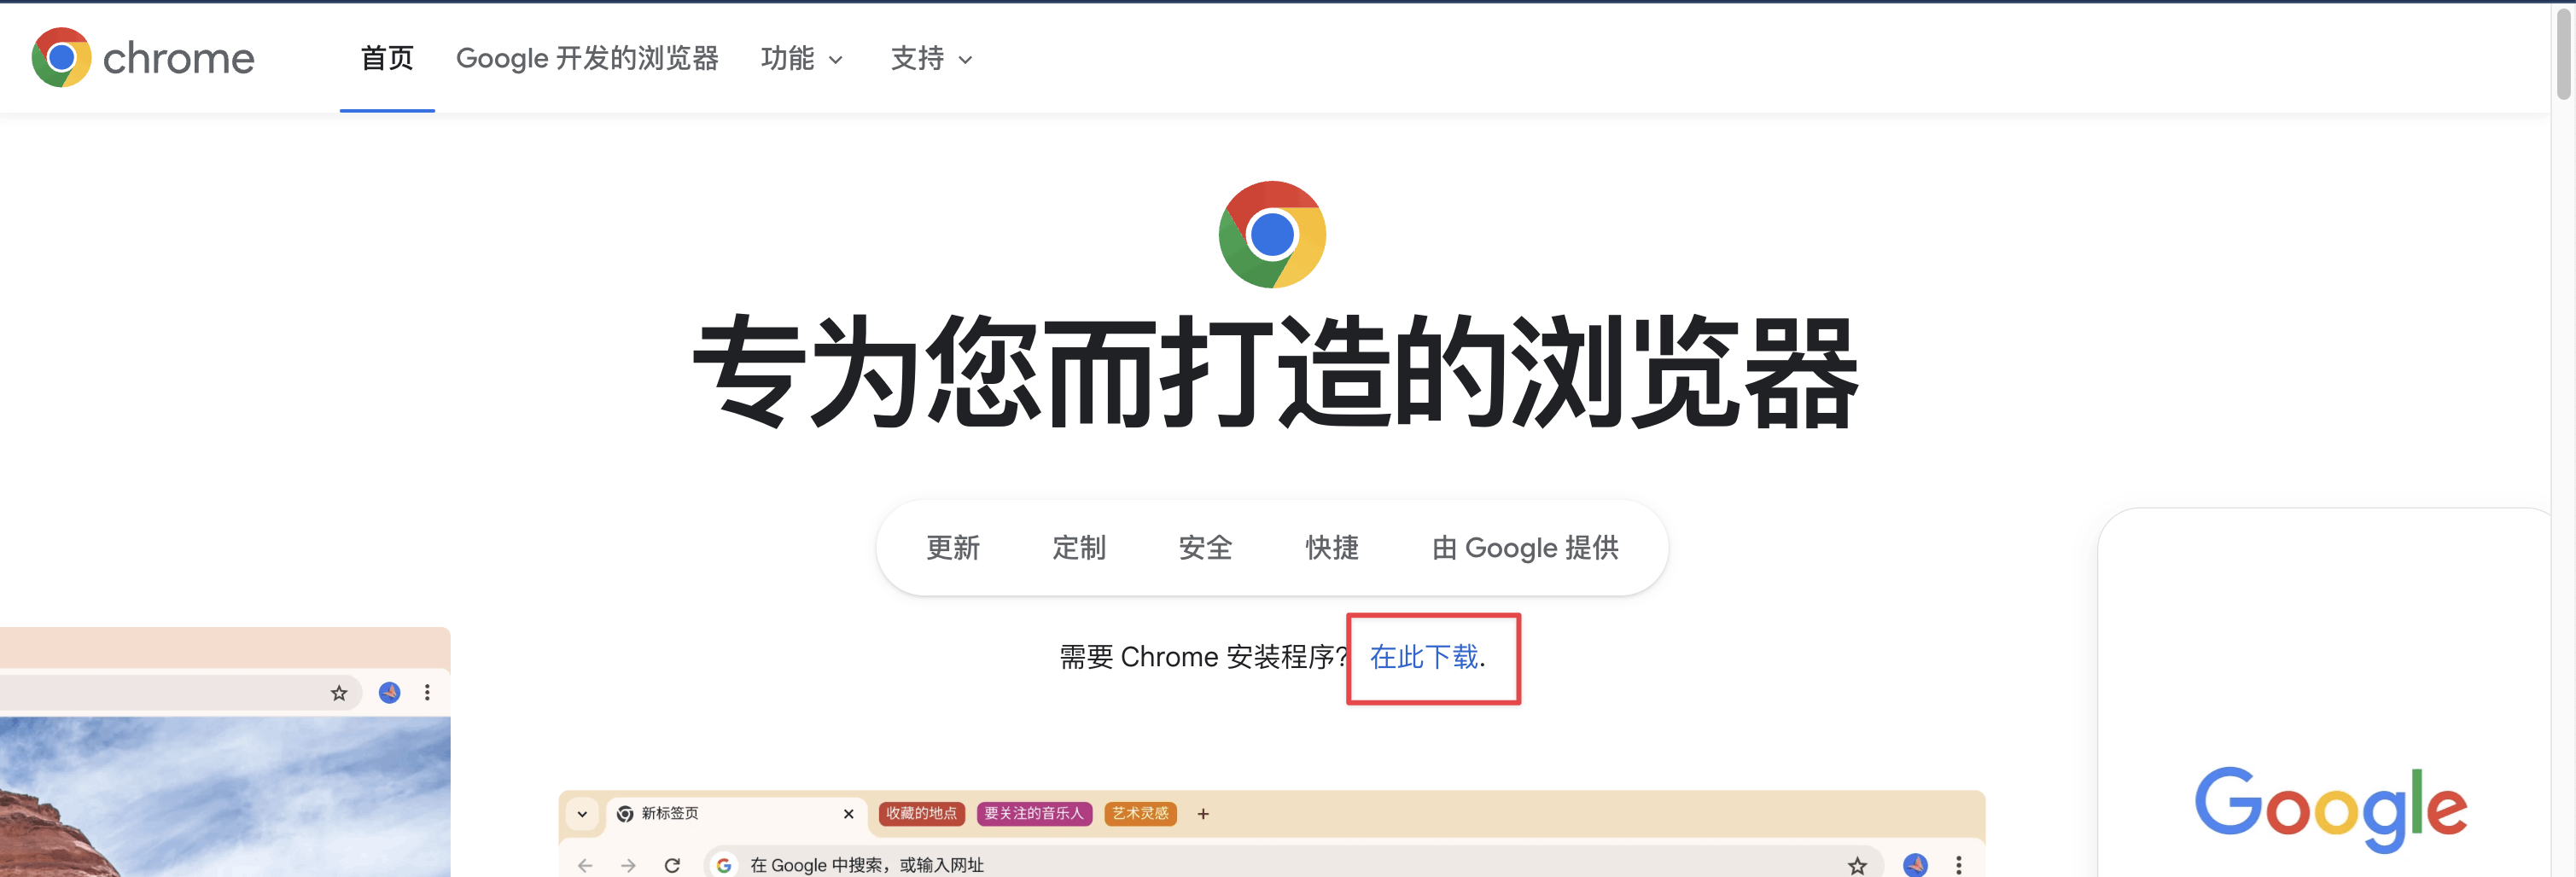 chrome 首页 Google 开发的浏览器 功能 支持
专为您而打造的浏览器
更新 定制 安全 快捷 由 Google 提供
需要 Chrome 安装程序? 在此下载.
新标签页 收藏的地点 要关注的音乐人 艺术灵感
在 Google 中搜索，或输入网址
Google